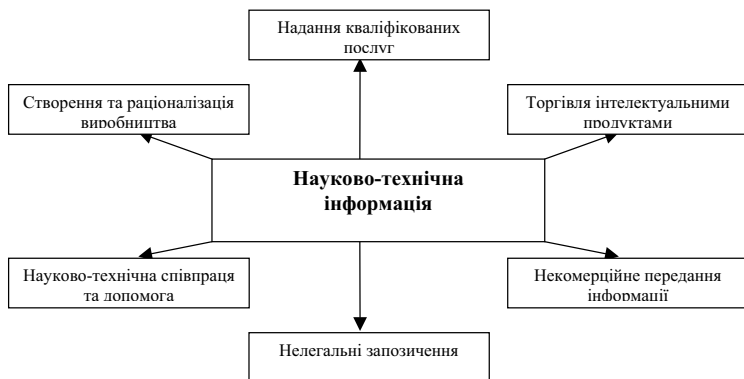 Надання кваліфікованих
послуг
Створення та раціоналізація
виробництва
Торгівля інтелектуальними
продуктами
Науково-технічна
інформація
Науково-технічна співпраця
та допомога
Некомерційне передання
інформації
Нелегальні запозичення